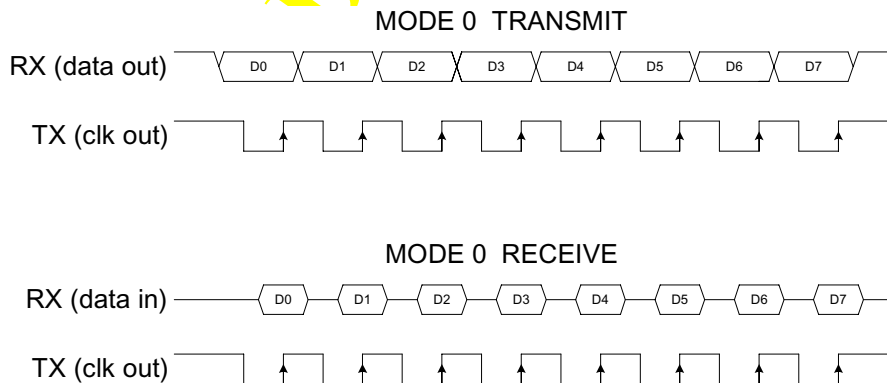 MODE 0 TRANSMIT
RX (data out) D0 D1 D2 D3 D4 D5 D6 D7
TX (clk out)
MODE 0 RECEIVE
RX (data in) D0 D1 D2 D3 D4 D5 D6 D7
TX (clk out)